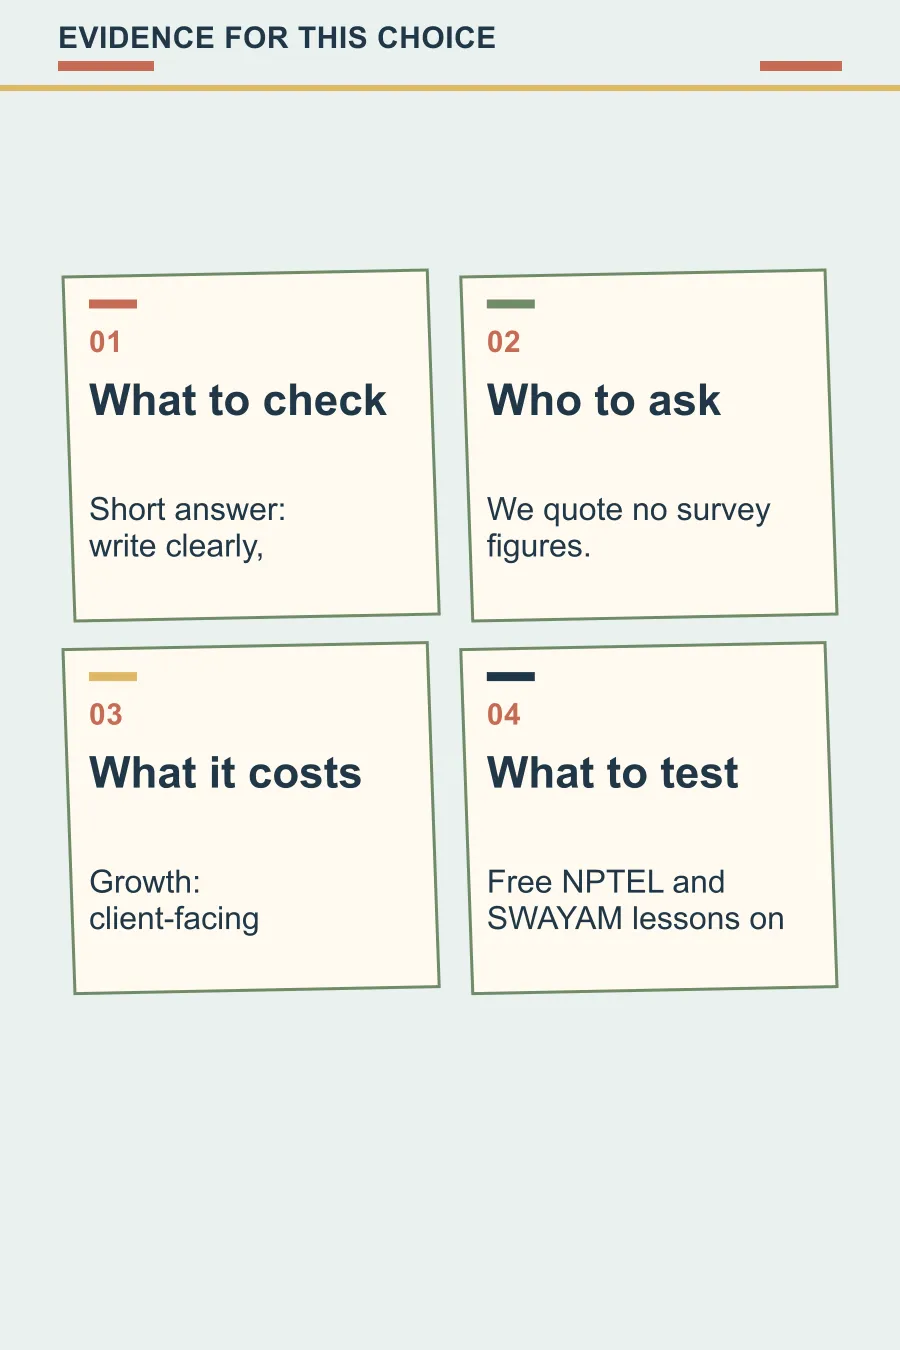 EVIDENCE FOR THIS CHOICE
01
What to check
Short answer:
write clearly,
02
Who to ask
We quote no survey
figures.
03
What it costs
Growth:
client-facing
04
What to test
Free NPTEL and
SWAYAM lessons on